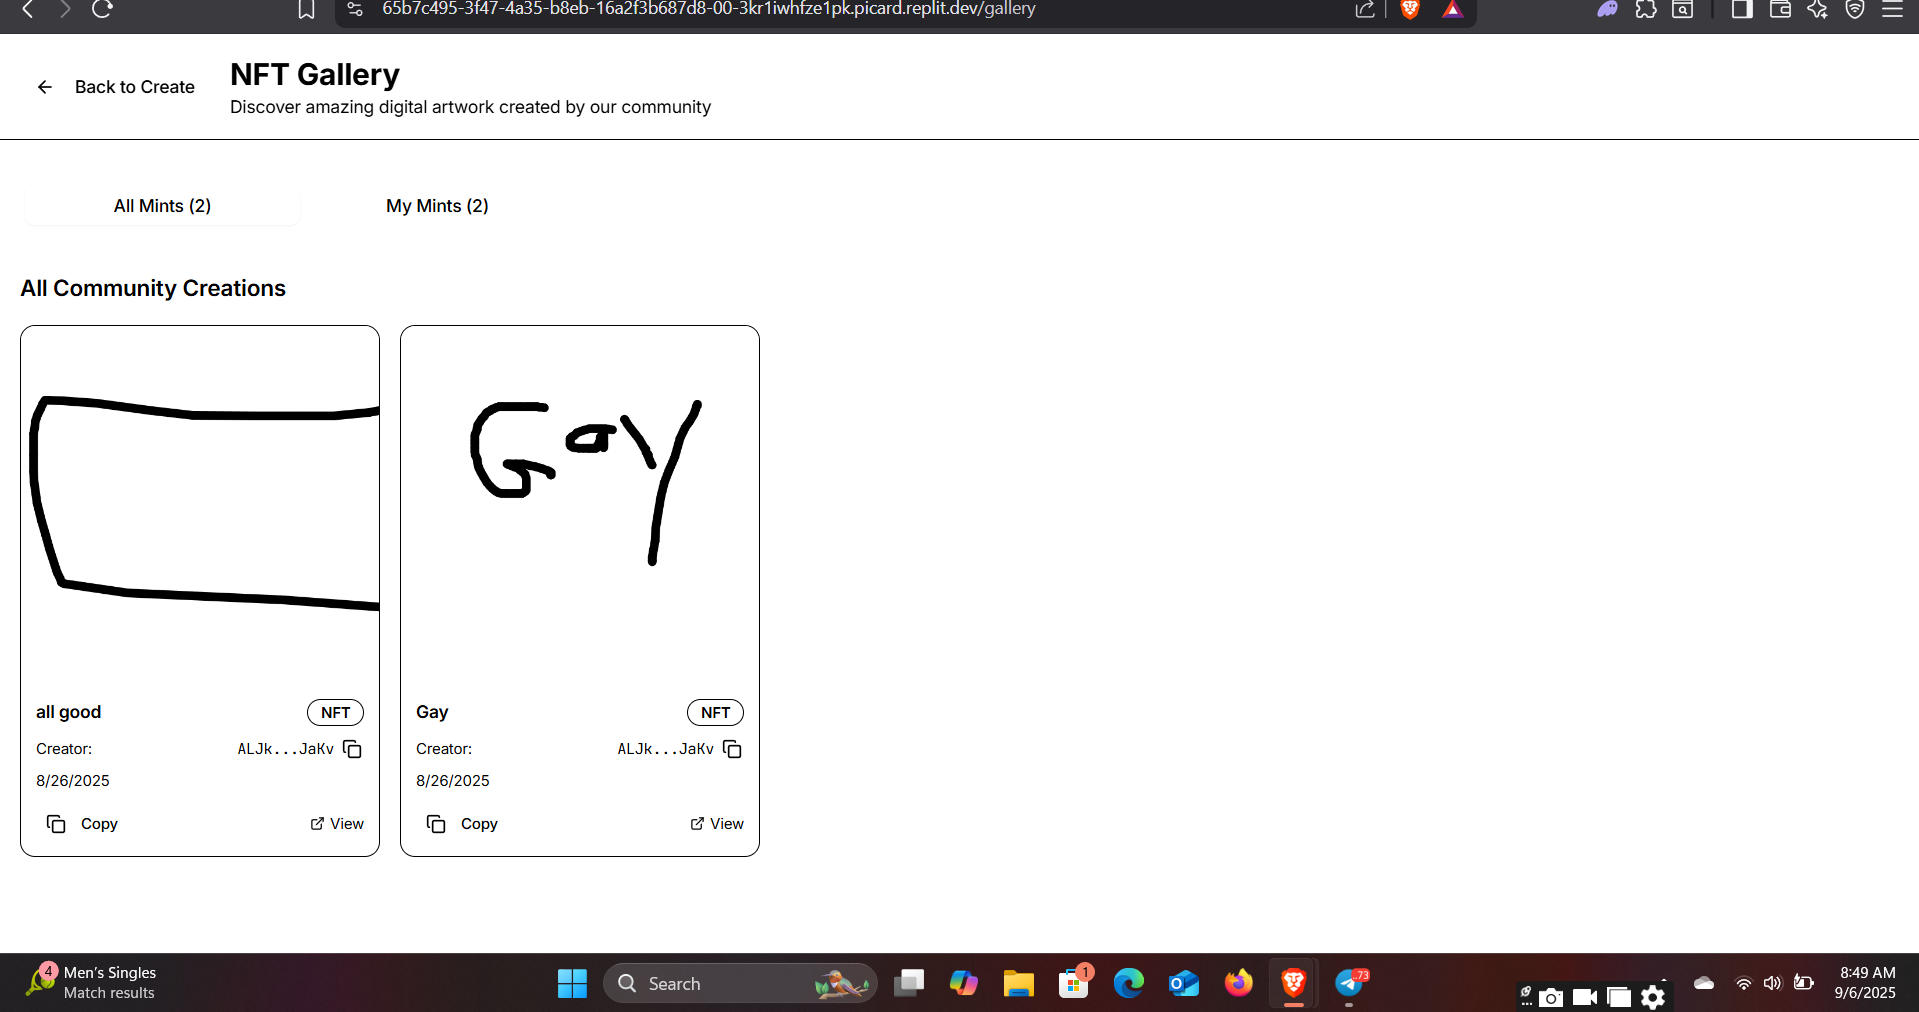 65b7c495-3f47-4a35-b8eb-16a2f3b687d8-00-3kr1iwhfze1pk.picard.replit.dev/gallery
Back to Create
NFT Gallery
Discover amazing digital artwork created by our community
All Mints (2)
My Mints (2)
All Community Creations
Gay
all good
NFT
Creator:
ALJk...JaKv
8/26/2025
Copy
View
Gay
NFT
Creator:
ALJk...JaKv
8/26/2025
Copy
View
4
Men's Singles
Match results
Search
1
73
8:49 AM
9/6/2025